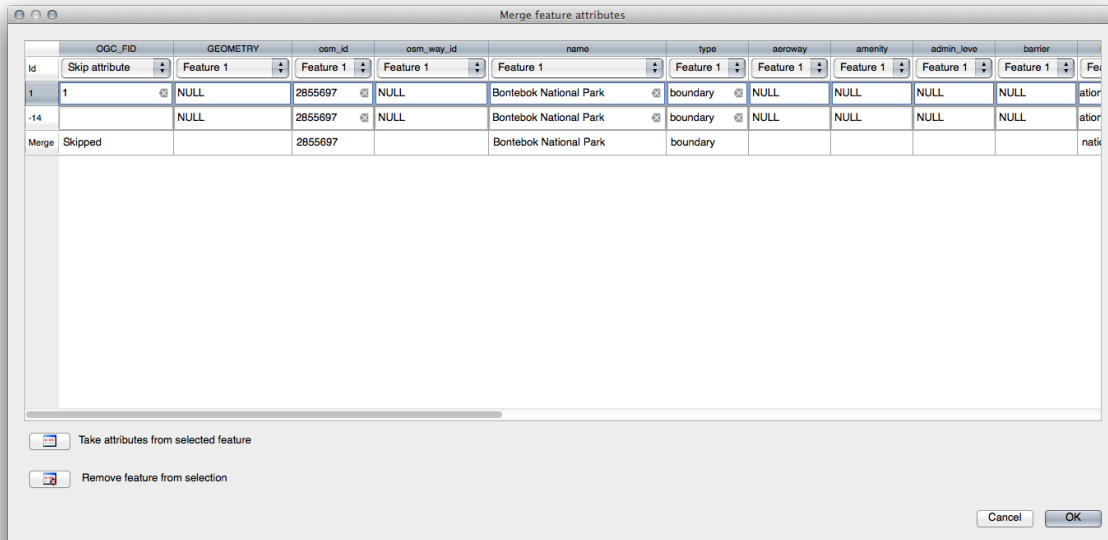 Merge feature attributes
OGC_FID GEOMETRY osm_id osm_way_id name type aeroway amenity admin_leve barrier
Id Skip attribute Feature 1 Feature 1 Feature 1 Feature 1 Feature 1 Feature 1 Feature 1 Feature 1 Feature 1 Fea
1 1 NULL 2855697 NULL Bontebok National Park boundary NULL NULL NULL NULL ation
-14 NULL 2855697 NULL Bontebok National Park boundary NULL NULL NULL NULL ation
Merge Skipped 2855697 Bontebok National Park boundary natio
Take attributes from selected feature
Remove feature from selection
Cancel OK